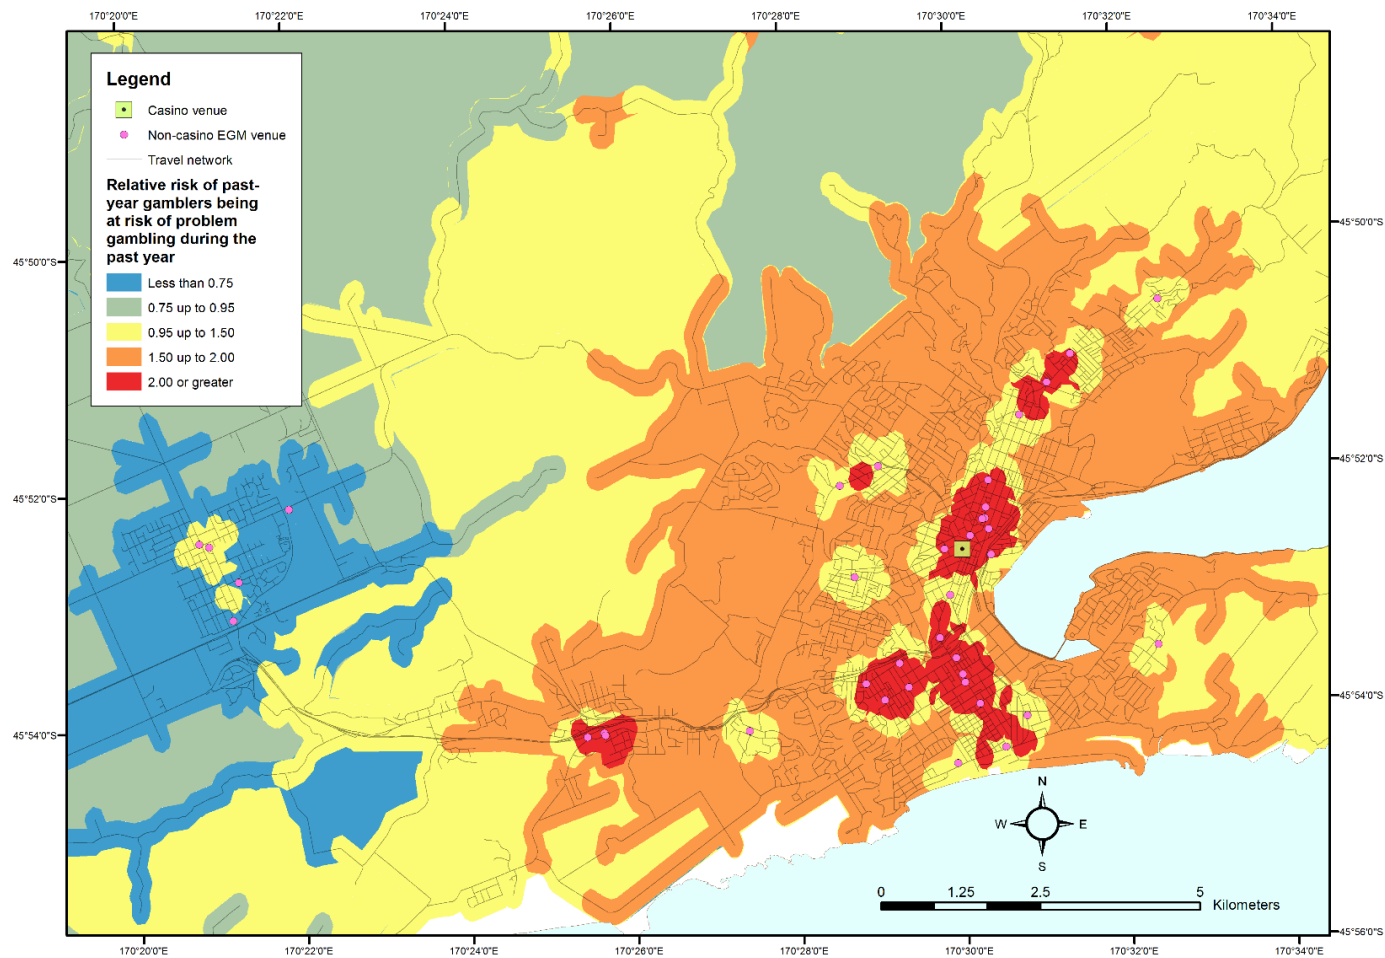 170°20'0"E 170°22'0"E 170°24'0"E 170°26'0"E 170°28'0"E 170°30'0"E 170°32'0"E 170°34'0"E
Legend
Casino venue
Non-casino EGM venue
Travel network
Relative risk of past-
year gamblers being
at risk of problem
gambling during the
past year
Less than 0.75
0.75 up to 0.95
0.95 up to 1.50
1.50 up to 2.00
2.00 or greater
45°50'0"S
45°52'0"S
45°54'0"S
45°50'0"S
45°52'0"S
45°54'0"S
45°56'0"S
N
W E
S
0 1.25 2.5 5
Kilometers
170°20'0"E 170°22'0"E 170°24'0"E 170°26'0"E 170°28'0"E 170°30'0"E 170°32'0"E 170°34'0"E